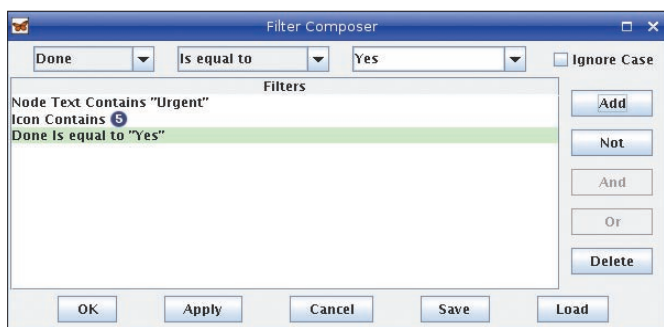 Filter Composer
Done Is equal to Yes Ignore Case
Filters
Node Text Contains "Urgent"
Icon Contains 5
Done Is equal to "Yes"
Add
Not
And
Or
Delete
OK Apply Cancel Save Load